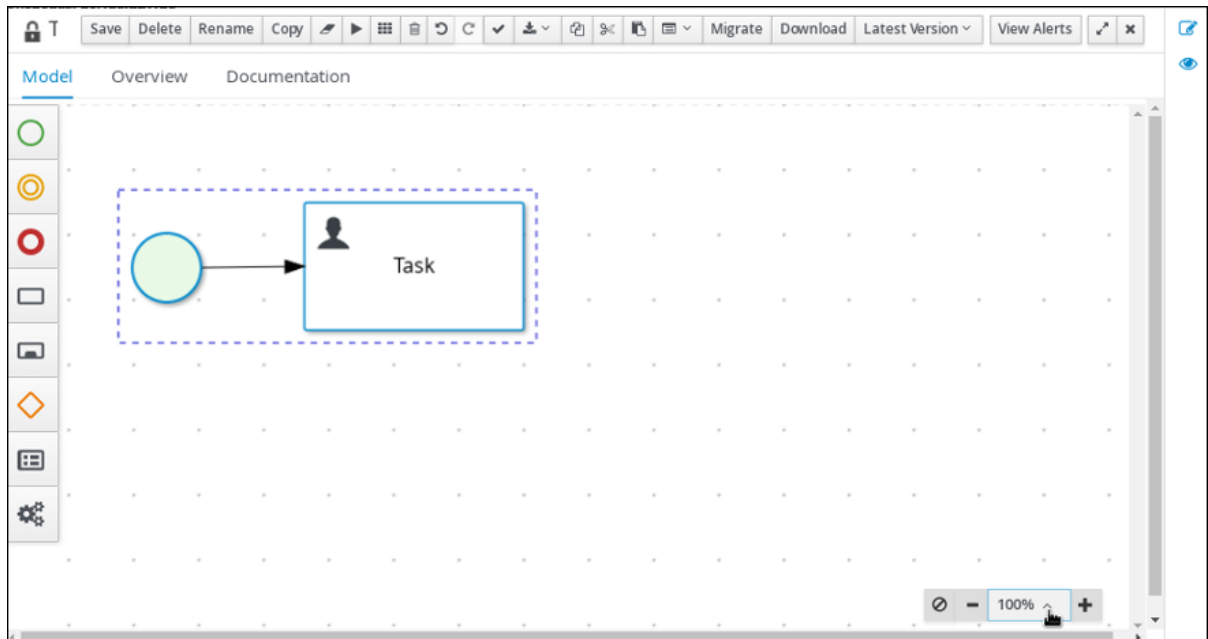 T Save Delete Rename Copy Migrate Download Latest Version View Alerts
Model Overview Documentation
Task
100%